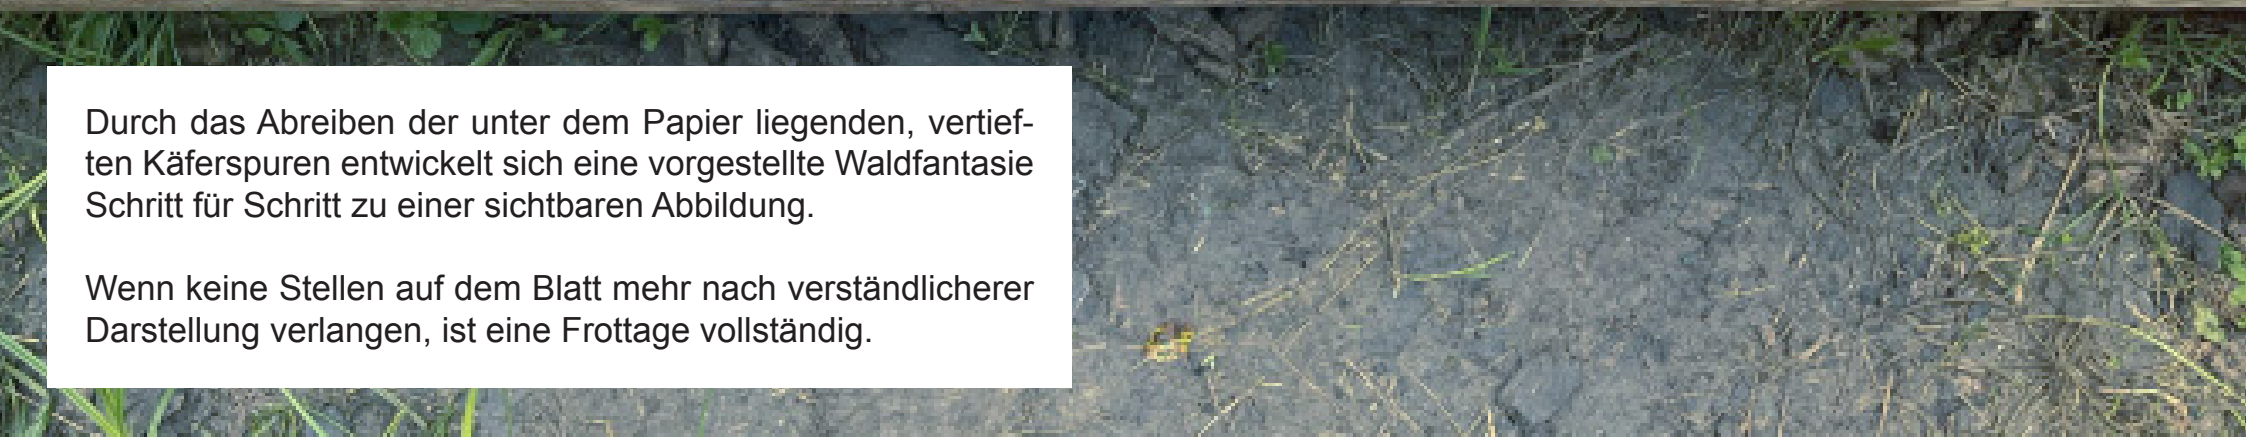 Durch das Abreiben der unter dem Papier liegenden, vertief-
ten Käferspuren entwickelt sich eine vorgestellte Waldfantasie
Schritt für Schritt zu einer sichtbaren Abbildung.
Wenn keine Stellen auf dem Blatt mehr nach verständlicherer
Darstellung verlangen, ist eine Frottage vollständig.